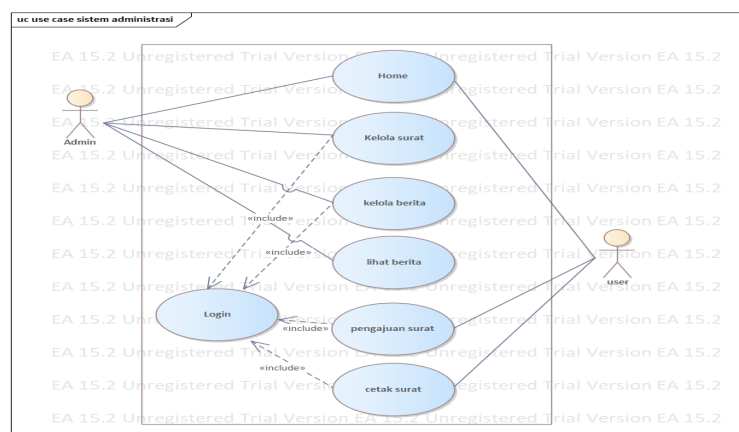 uc use case sistem administrasi
EA 15.2 Unregistered Trial Version EA 15.2 Unregistered Trial Version EA 15.2
Home
Admin
Kelola surat
kelola berita
«include»
«include»
lihat berita
user
Login
«include»
pengajuan surat
«include»
cetak surat